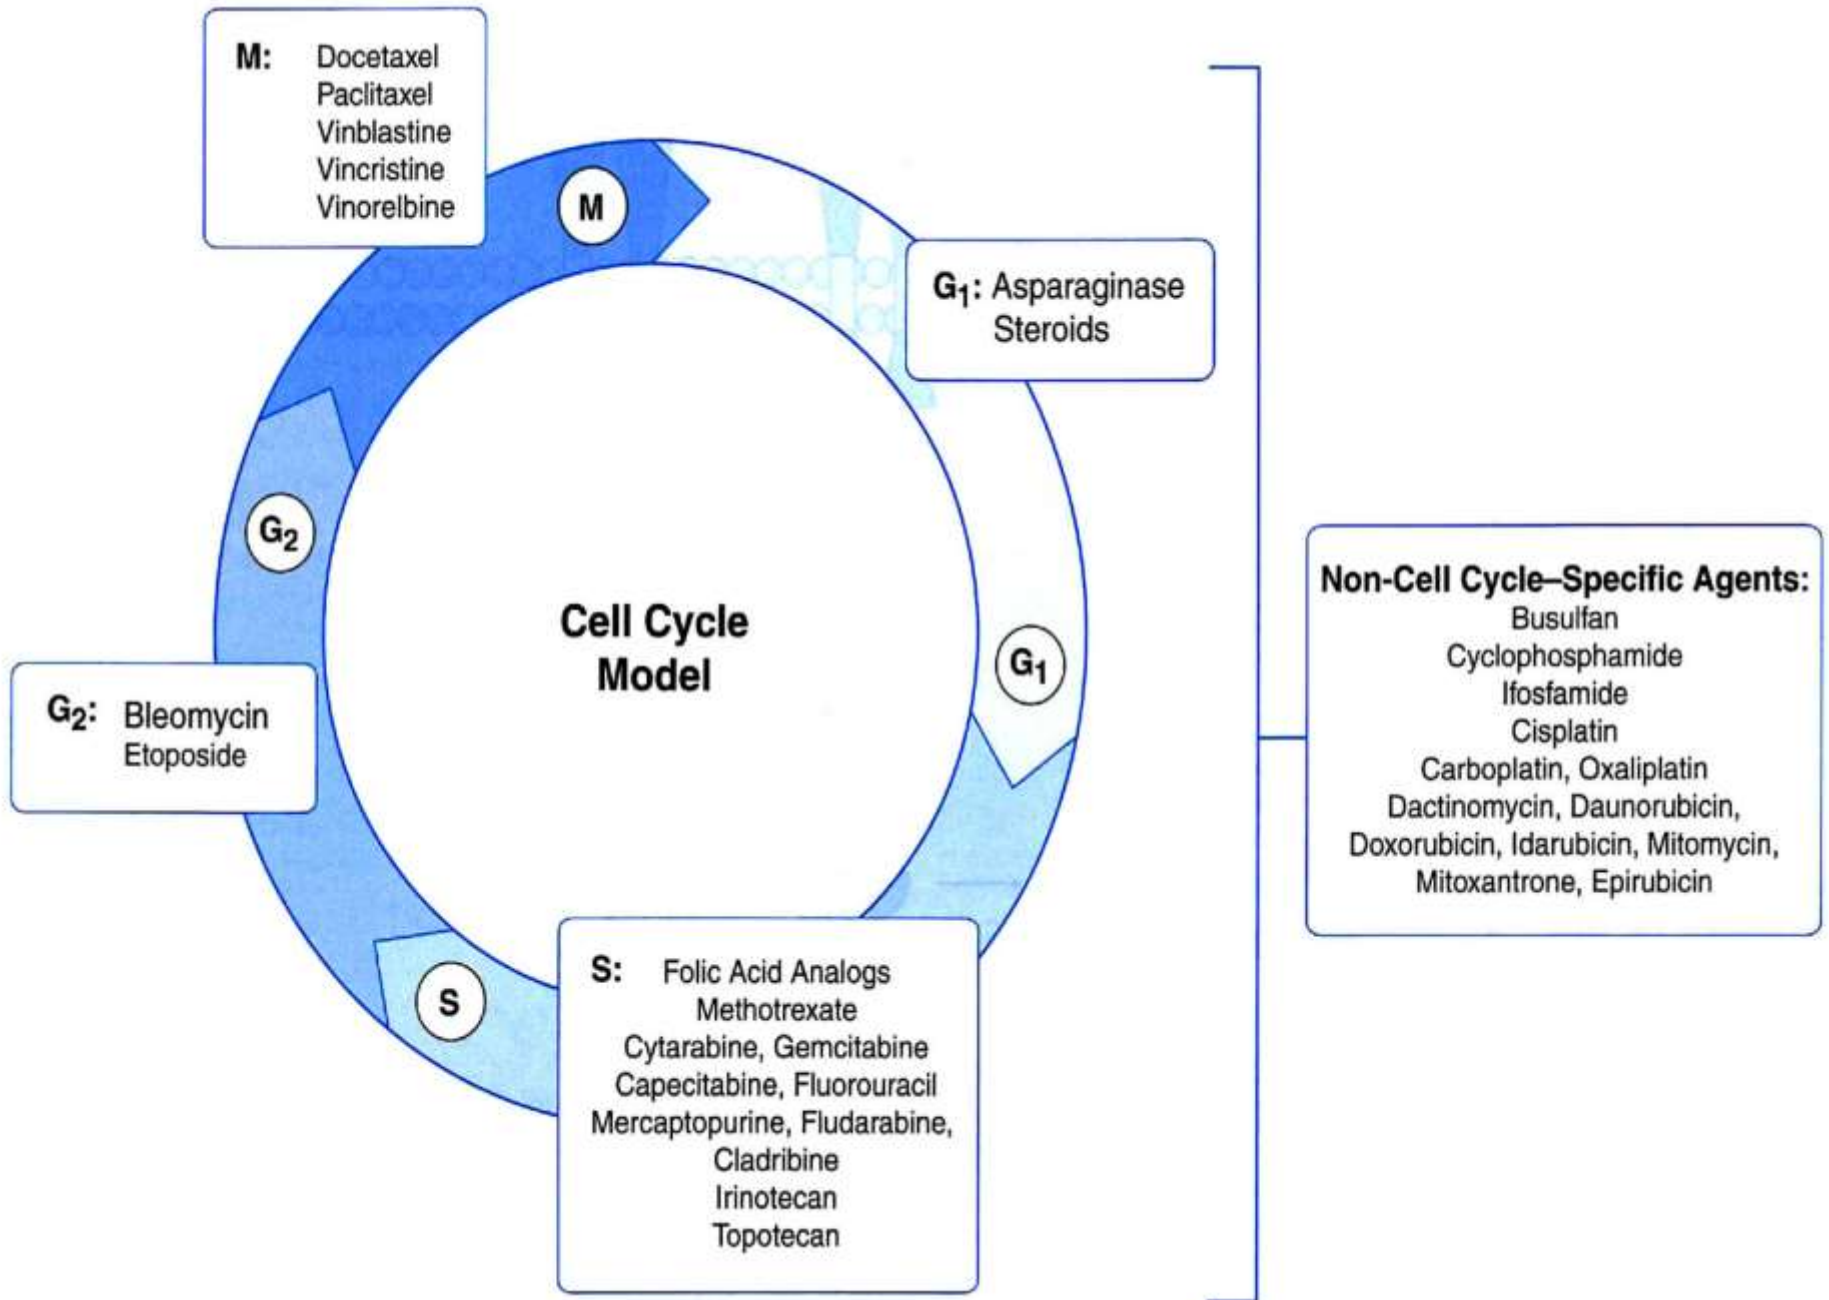 M: Docetaxel
Paclitaxel
Vinblastine
Vincristine
Vinorelbine
M
G₁: Asparaginase
Steroids
G₂
Cell Cycle
Model
G₁
Non-Cell Cycle–Specific Agents:
Busulfan
Cyclophosphamide
Ifosfamide
Cisplatin
Carboplatin, Oxaliplatin
Dactinomycin, Daunorubicin,
Doxorubicin, Idarubicin, Mitomycin,
Mitoxantrone, Epirubicin
G₂: Bleomycin
Etoposide
S
S: Folic Acid Analogs
Methotrexate
Cytarabine, Gemcitabine
Capecitabine, Fluorouracil
Mercaptopurine, Fludarabine,
Cladribine
Irinotecan
Topotecan